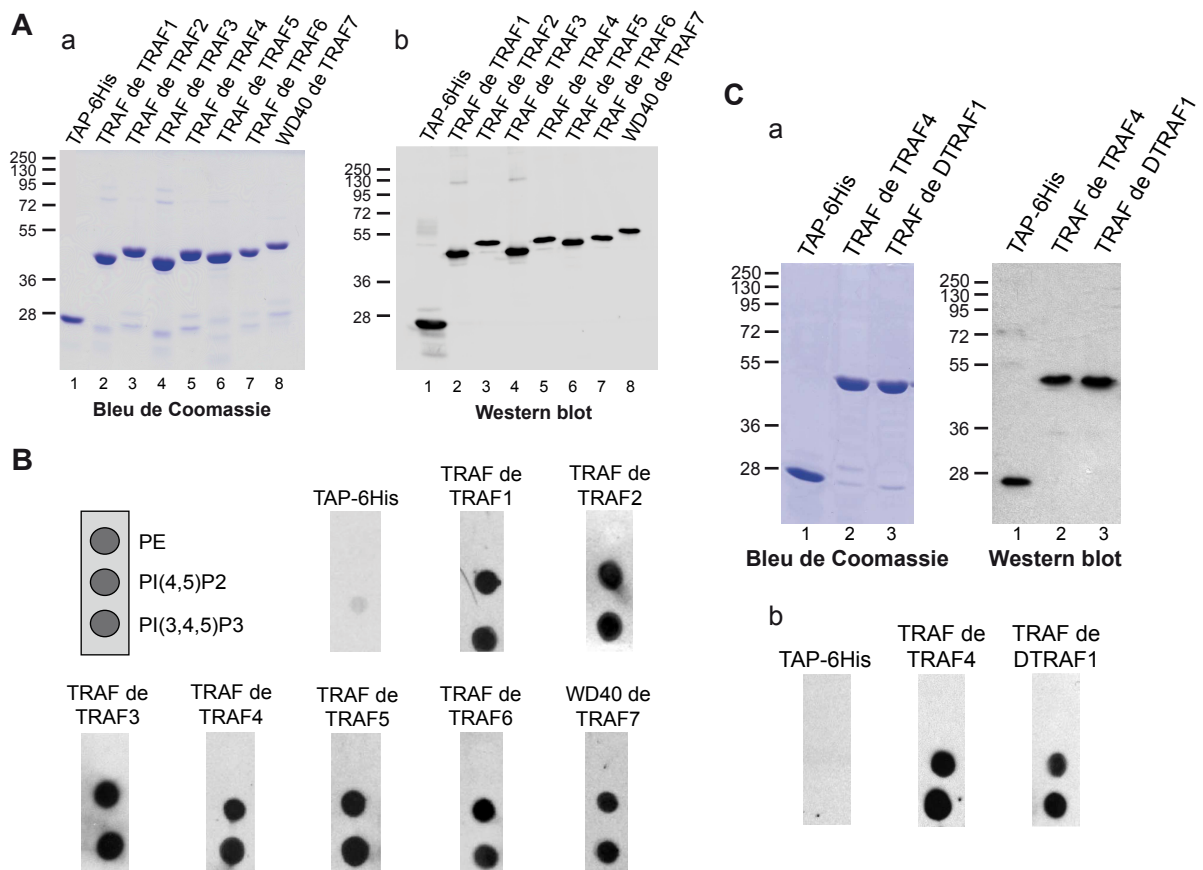 A
a
TAP-6His
TRAF de TRAF1
TRAF de TRAF2
TRAF de TRAF3
TRAF de TRAF4
TRAF de TRAF5
TRAF de TRAF6
WD40 de TRAF7
250
130
95
72
55
36
28
1 2 3 4 5 6 7 8
Bleu de Coomassie
b
TAP-6His
TRAF de TRAF1
TRAF de TRAF2
TRAF de TRAF3
TRAF de TRAF4
TRAF de TRAF5
TRAF de TRAF6
WD40 de TRAF7
250
130
95
72
55
36
28
1 2 3 4 5 6 7 8
Western blot
B
PE
PI(4,5)P2
PI(3,4,5)P3
TAP-6His
TRAF de
TRAF1
TRAF de
TRAF2
TRAF de
TRAF3
TRAF de
TRAF4
TRAF de
TRAF5
TRAF de
TRAF6
WD40 de
TRAF7
C
a
TAP-6His
TRAF de TRAF4
TRAF de DTRAF1
250
130
95
72
55
36
28
1 2 3
Bleu de Coomassie
TAP-6His
TRAF de TRAF4
TRAF de DTRAF1
250
130
95
72
55
36
28
1 2 3
Western blot
b
TAP-6His
TRAF de
TRAF4
TRAF de
DTRAF1